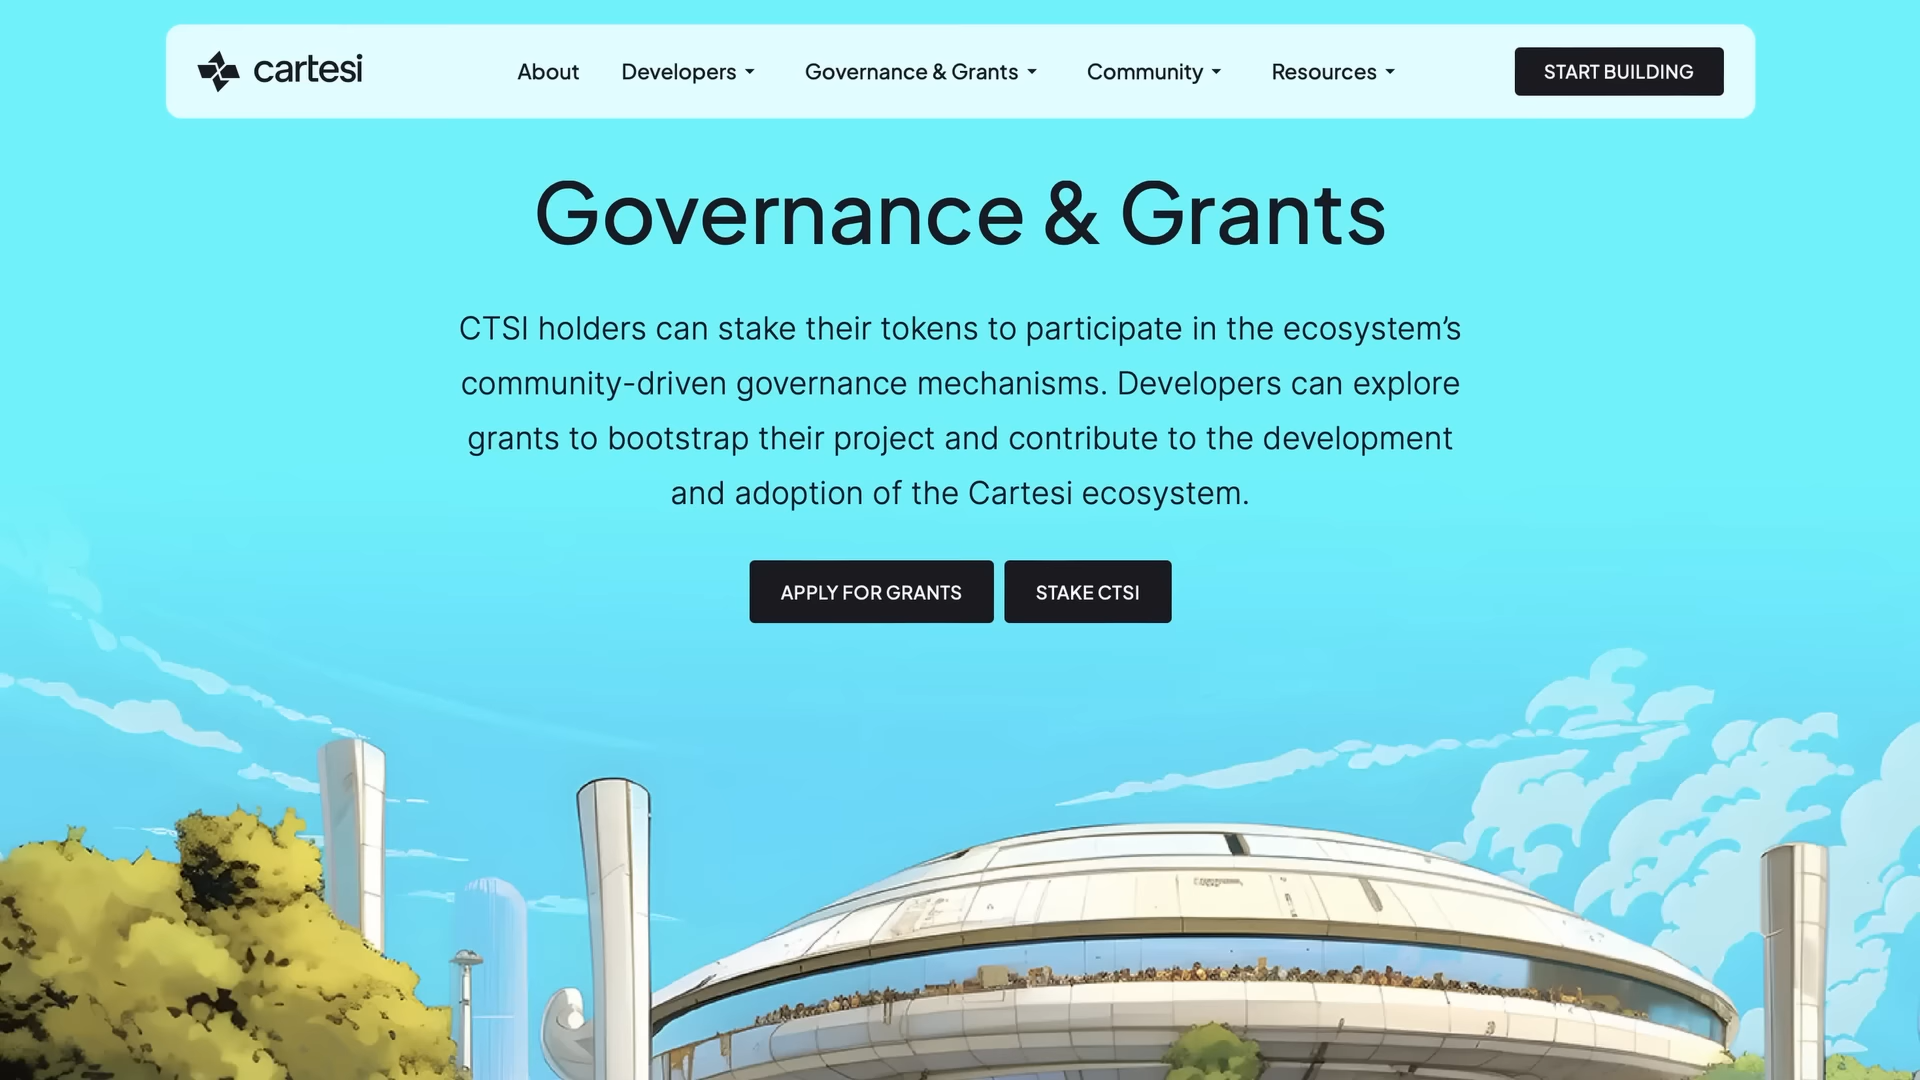 cartesi
About
Developers
Governance & Grants
Community
Resources
START BUILDING
Governance & Grants
CTSI holders can stake their tokens to participate in the ecosystem’s
community-driven governance mechanisms. Developers can explore
grants to bootstrap their project and contribute to the development
and adoption of the Cartesi ecosystem.
APPLY FOR GRANTS
STAKE CTSI